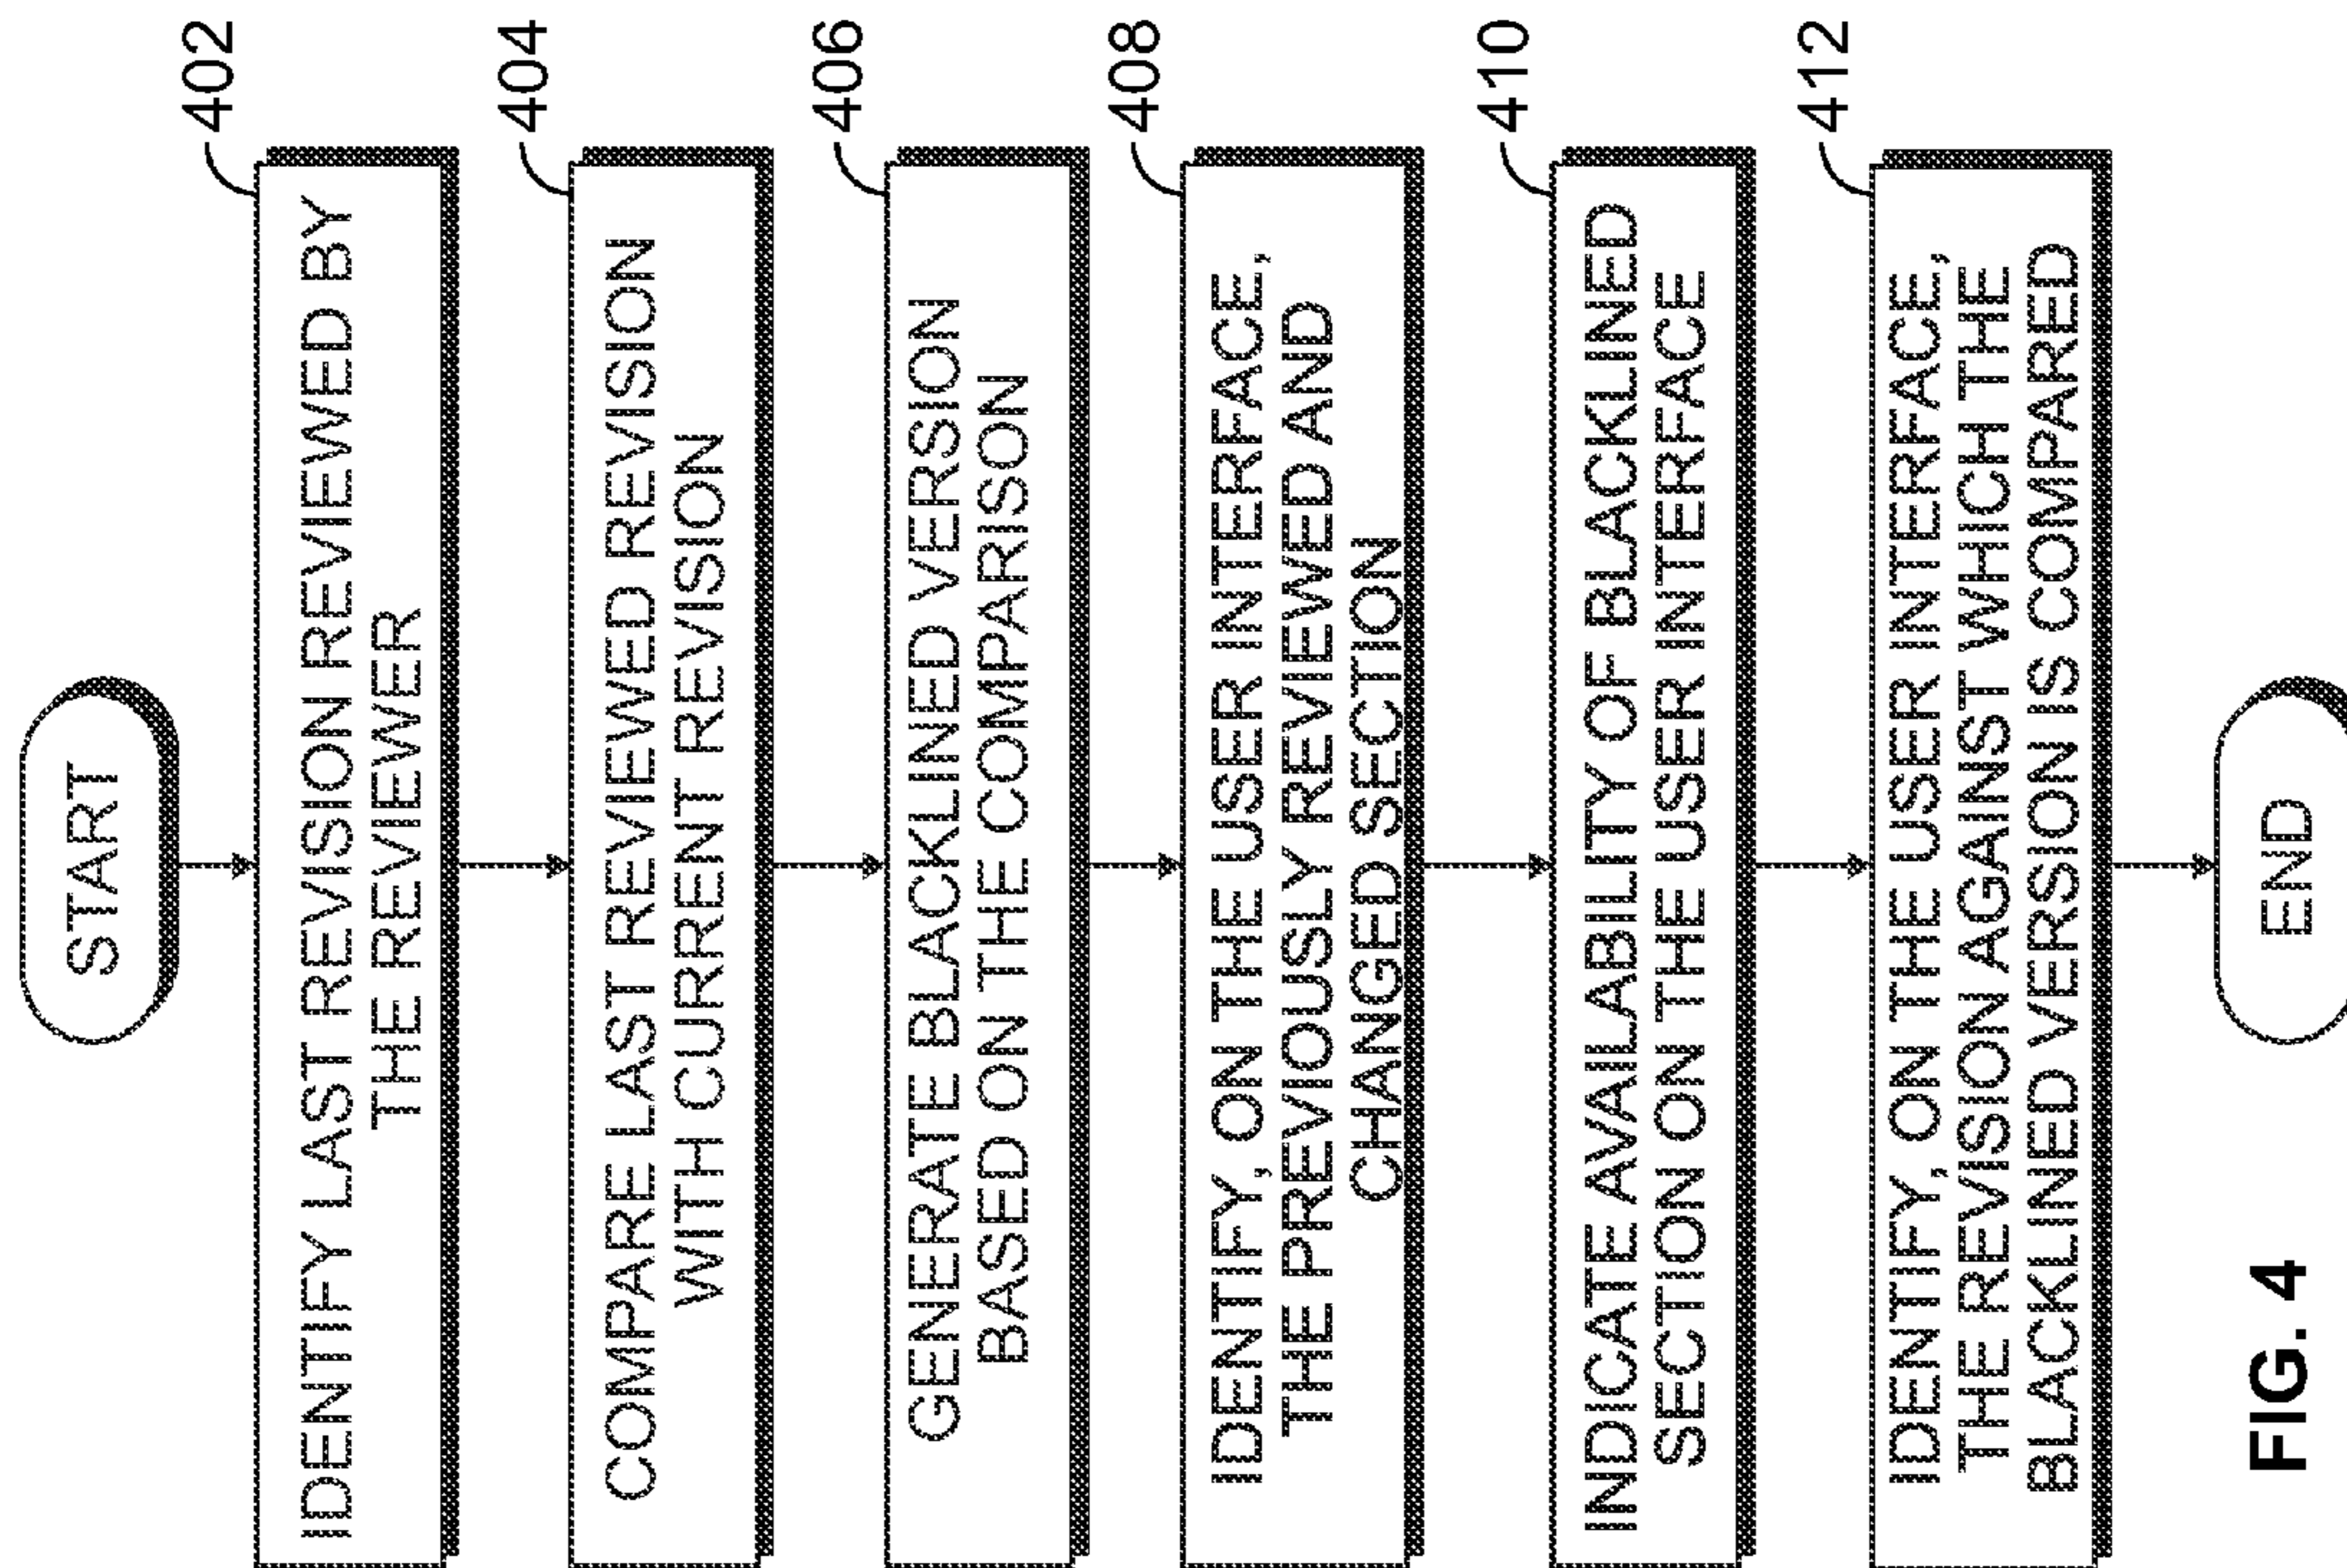 START
402
IDENTIFY LAST REVISION REVIEWED BY
THE REVIEWER
404
COMPARE LAST REVIEWED REVISION
WITH CURRENT REVISION
406
GENERATE BLACKLINED VERSION
BASED ON THE COMPARISON
408
IDENTIFY, ON THE USER INTERFACE,
THE PREVIOUSLY REVIEWED AND
CHANGED SECTION
410
INDICATE AVAILABILITY OF BLACKLINED
SECTION ON THE USER INTERFACE
412
IDENTIFY, ON THE USER INTERFACE,
THE REVISION AGAINST WHICH THE
BLACKLINED VERSION IS COMPARED
END
FIG. 4